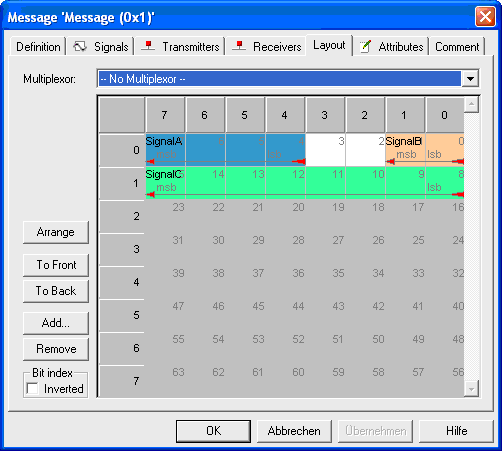 Message 'Message (0x1)'
Definition Signals Transmitters Receivers Layout Attributes Comment
Multiplexor: -- No Multiplexor --
7 6 5 4 3 2 1 0
0 SignalA 3 2 SignalB 0
lsb msb lsb
1 SignalC 14 13 12 11 10 9 8
msb lsb
2 23 22 21 20 19 18 17 16
3 31 30 29 28 27 26 25 24
4 39 38 37 36 35 34 33 32
5 47 46 45 44 43 42 41 40
6 55 54 53 52 51 50 49 48
7 63 62 61 60 59 58 57 56
Arrange
To Front
To Back
Add...
Remove
Bit index
Inverted
OK Abbrechen Übernehmen Hilfe